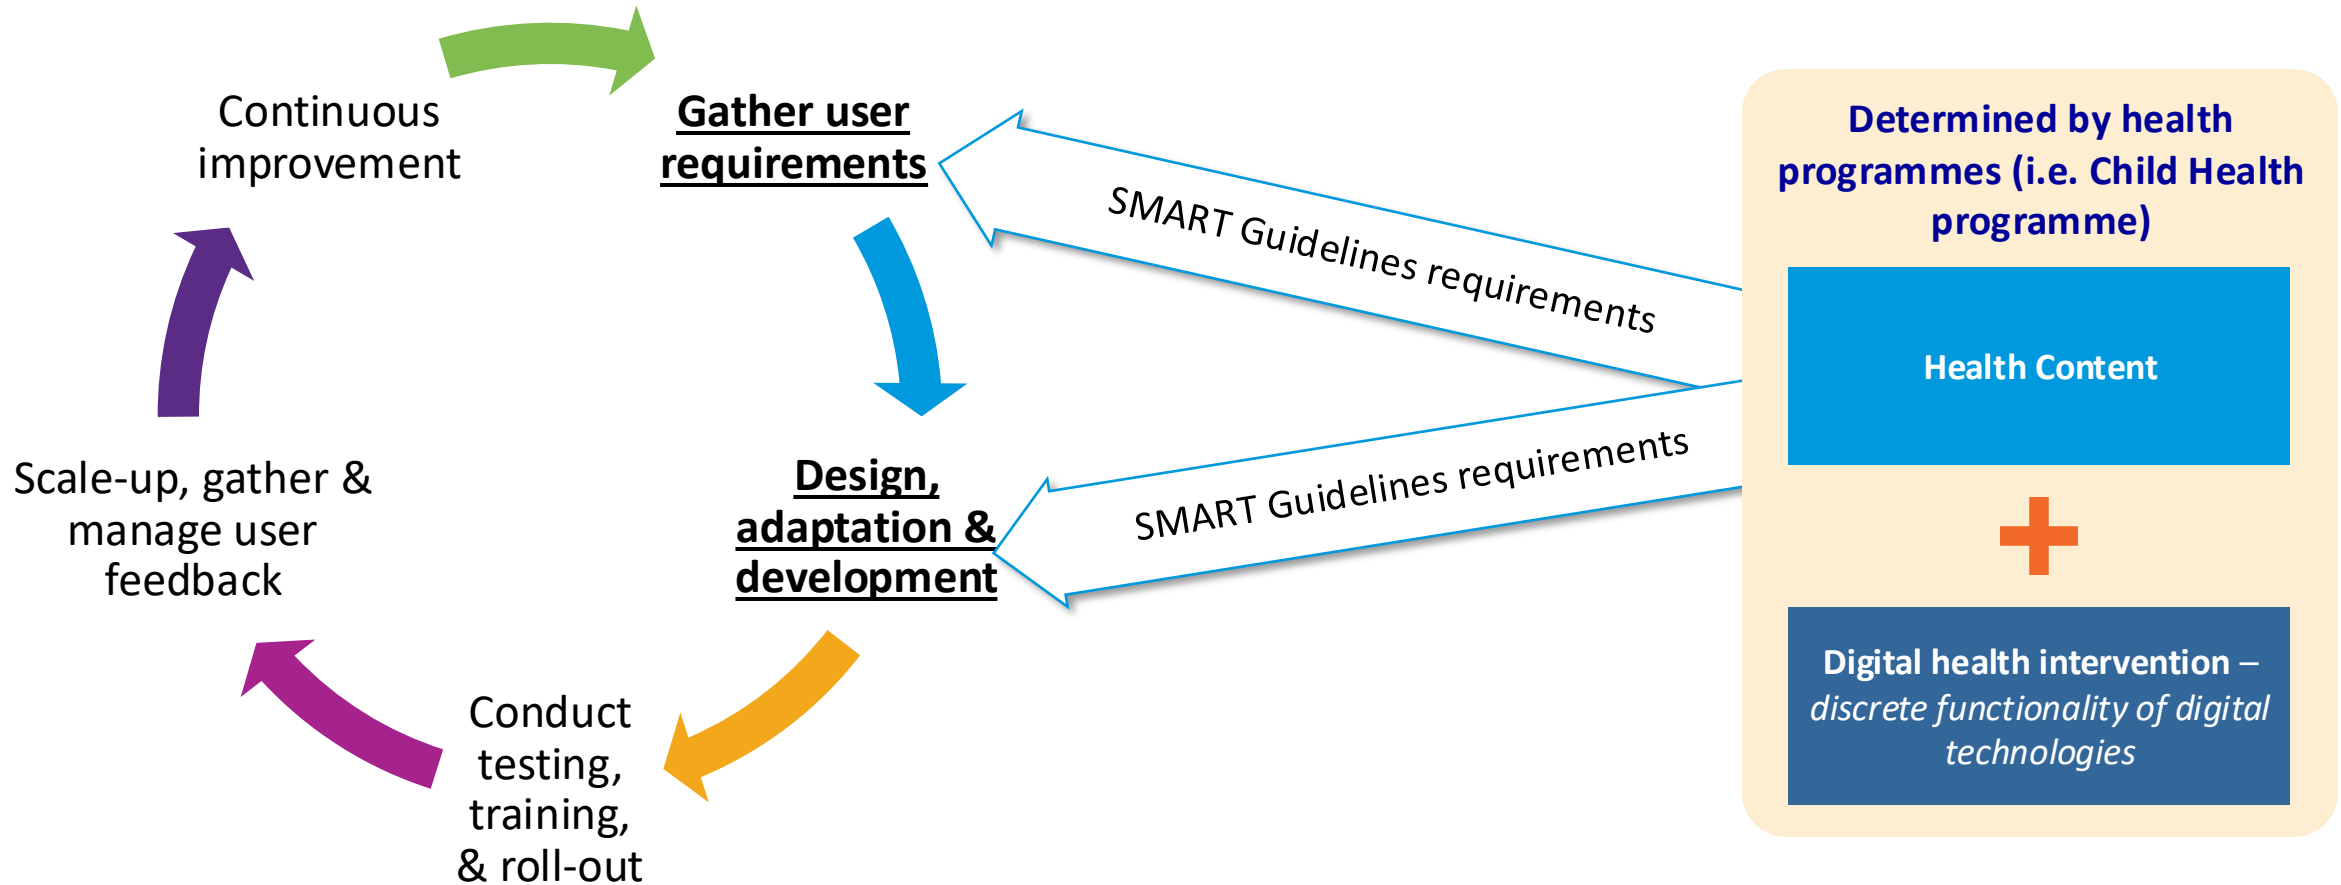 Continuous
improvement
Gather user
requirements
SMART Guidelines requirements
Design,
adaptation &
development
SMART Guidelines requirements
Conduct
testing,
training,
& roll-out
Scale-up, gather &
manage user
feedback
Determined by health
programmes (i.e. Child Health
programme)
Health Content
Digital health intervention –
discrete functionality of digital
technologies